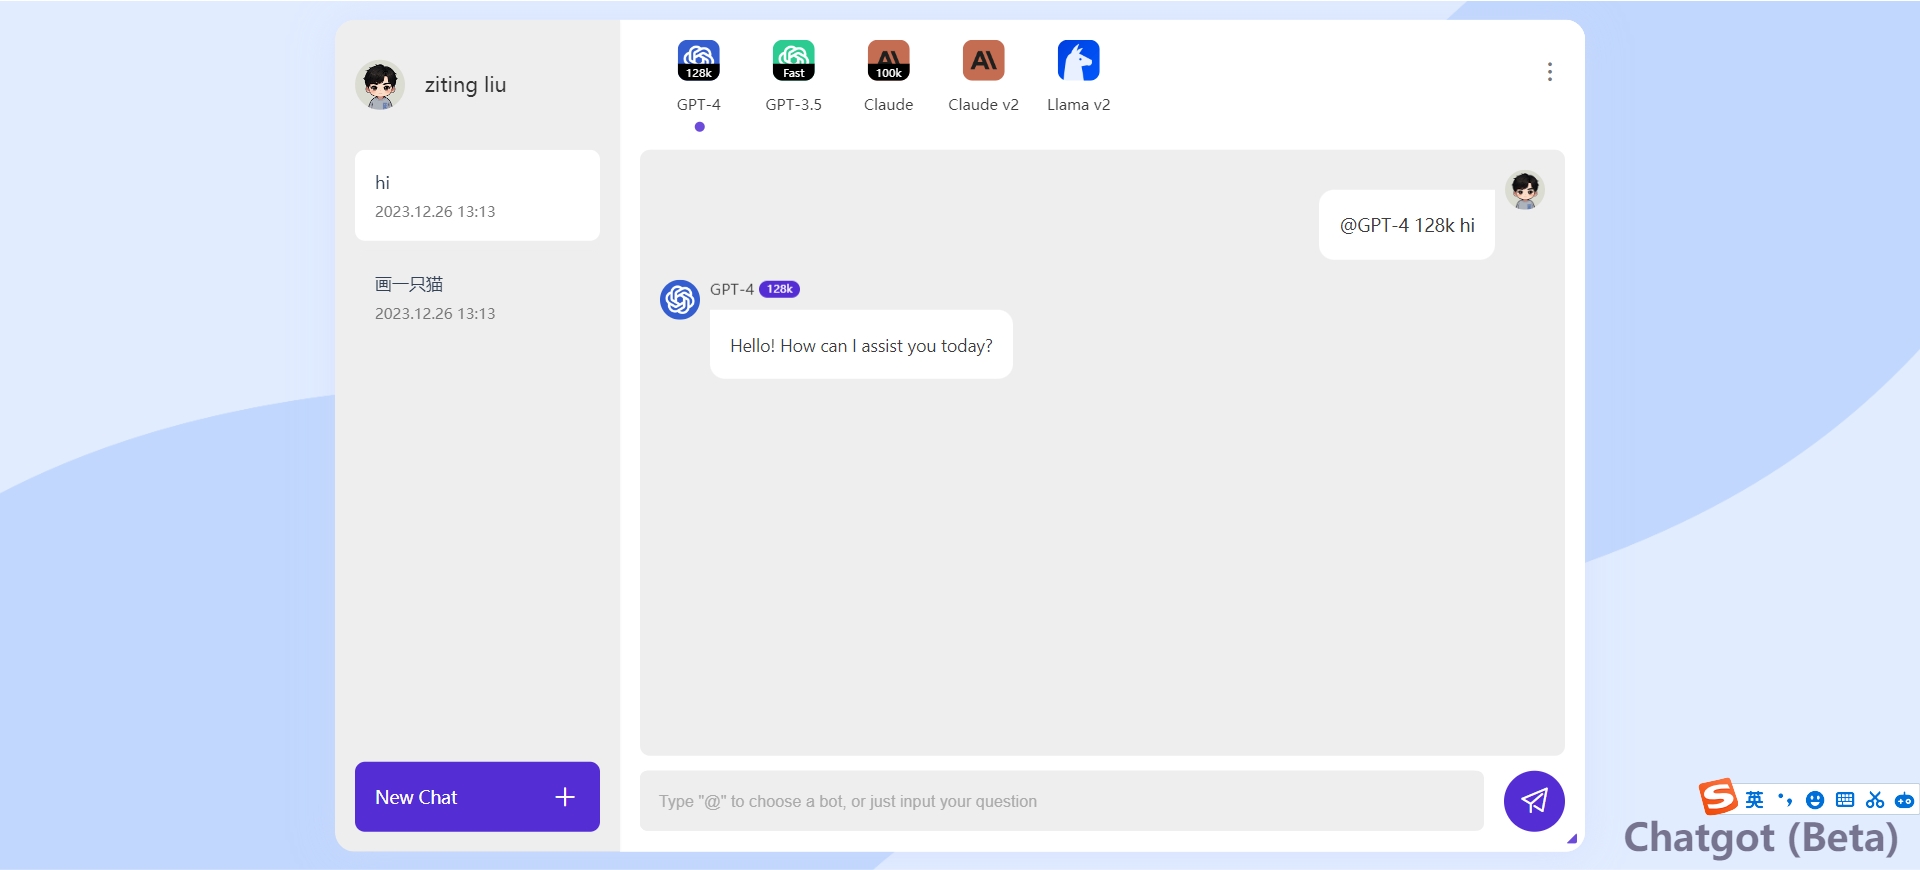 ziting liu
hi
2023.12.26 13:13
画一只猫
2023.12.26 13:13
New Chat
128k
Fast
100k
GPT-4
GPT-3.5
Claude
Claude v2
Llama v2
@GPT-4 128k hi
GPT-4 128k
Hello! How can I assist you today?
Type "@" to choose a bot, or just input your question
英
Chatgot (Beta)